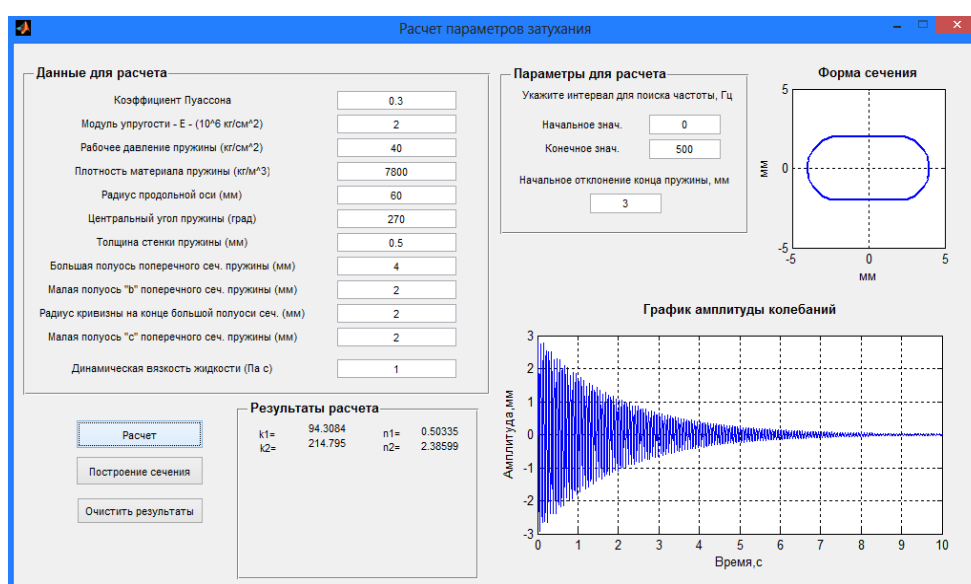 Расчет параметров затухания
Данные для расчета
Коэффициент Пуассона 0.3
Модуль упругости - E - (10^6 кг/см^2) 2
Рабочее давление пружины (кг/см^2) 40
Плотность материала пружины (кг/м^3) 7800
Радиус продольной оси (мм) 60
Центральный угол пружины (град) 270
Толщина стенки пружины (мм) 0.5
Большая полуось поперечного сеч. пружины (мм) 4
Малая полуось "b" поперечного сеч. пружины (мм) 2
Радиус кривизны на конце большой полуоси сеч. (мм) 2
Малая полуось "c" поперечного сеч. пружины (мм) 2
Динамическая вязкость жидкости (Па с) 1
Параметры для расчета
Укажите интервал для поиска частоты, Гц
Начальное знач. 0
Конечное знач. 500
Начальное отклонение конца пружины, мм
3
Форма сечения
5
0
-5
мм
-5 0 5
мм
Расчет
Построение сечения
Очистить результаты
Результаты расчета
k1= 94.3084 n1= 0.50335
k2= 214.795 n2= 2.38599
График амплитуды колебаний
3
2
1
0
-1
-2
-3
Амплитуда,мм
0 1 2 3 4 5 6 7 8 9 10
Время,с